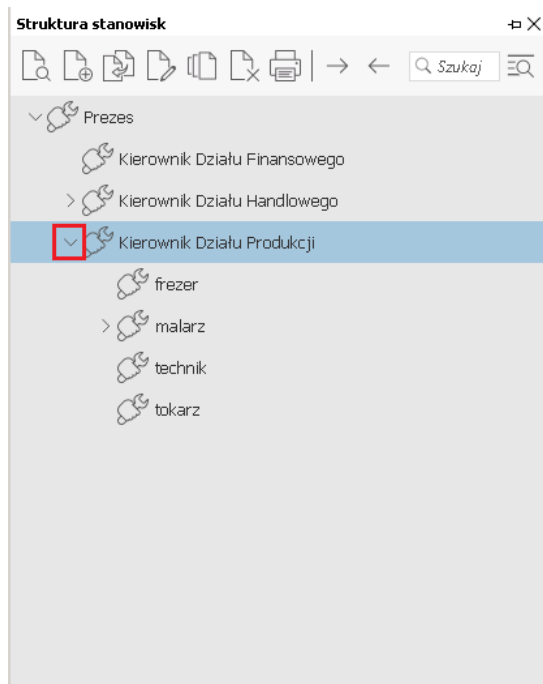 Struktura stanowisk
Szukaj
Prezes
Kierownik Działu Finansowego
Kierownik Działu Handlowego
Kierownik Działu Produkcji
frezer
malarz
technik
tokarz